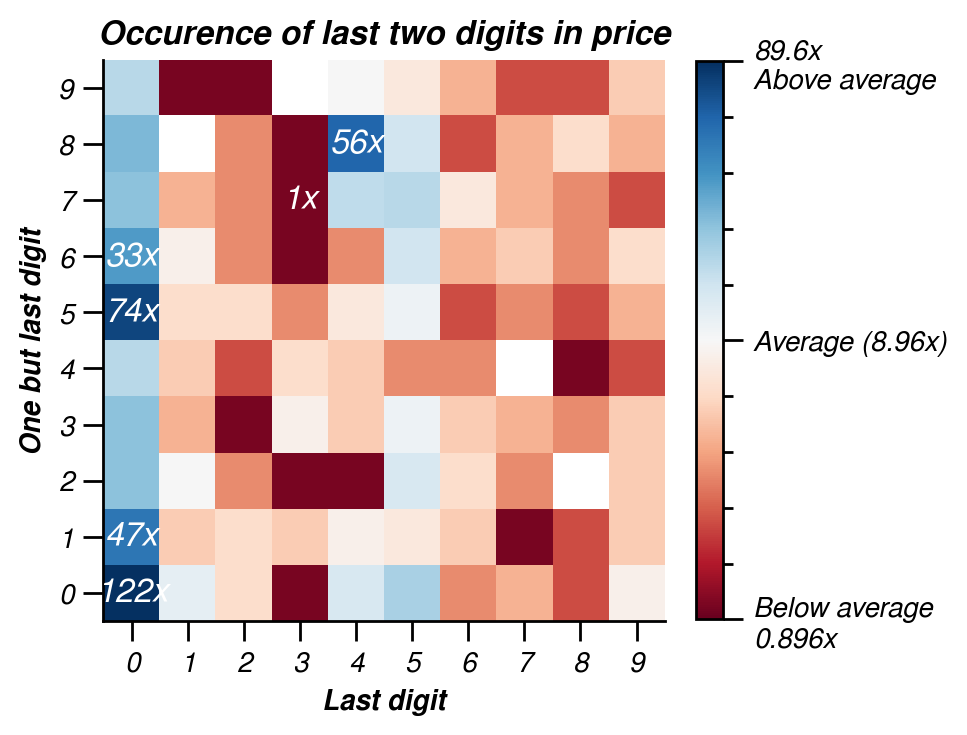 Occurence of last two digits in price
89.6x
Above average
9
8
56x
7
1x
6
33x
5
74x
Average (8.96x)
4
3
2
1
47x
0
122x
Below average
0.896x
0 1 2 3 4 5 6 7 8 9
Last digit
One but last digit